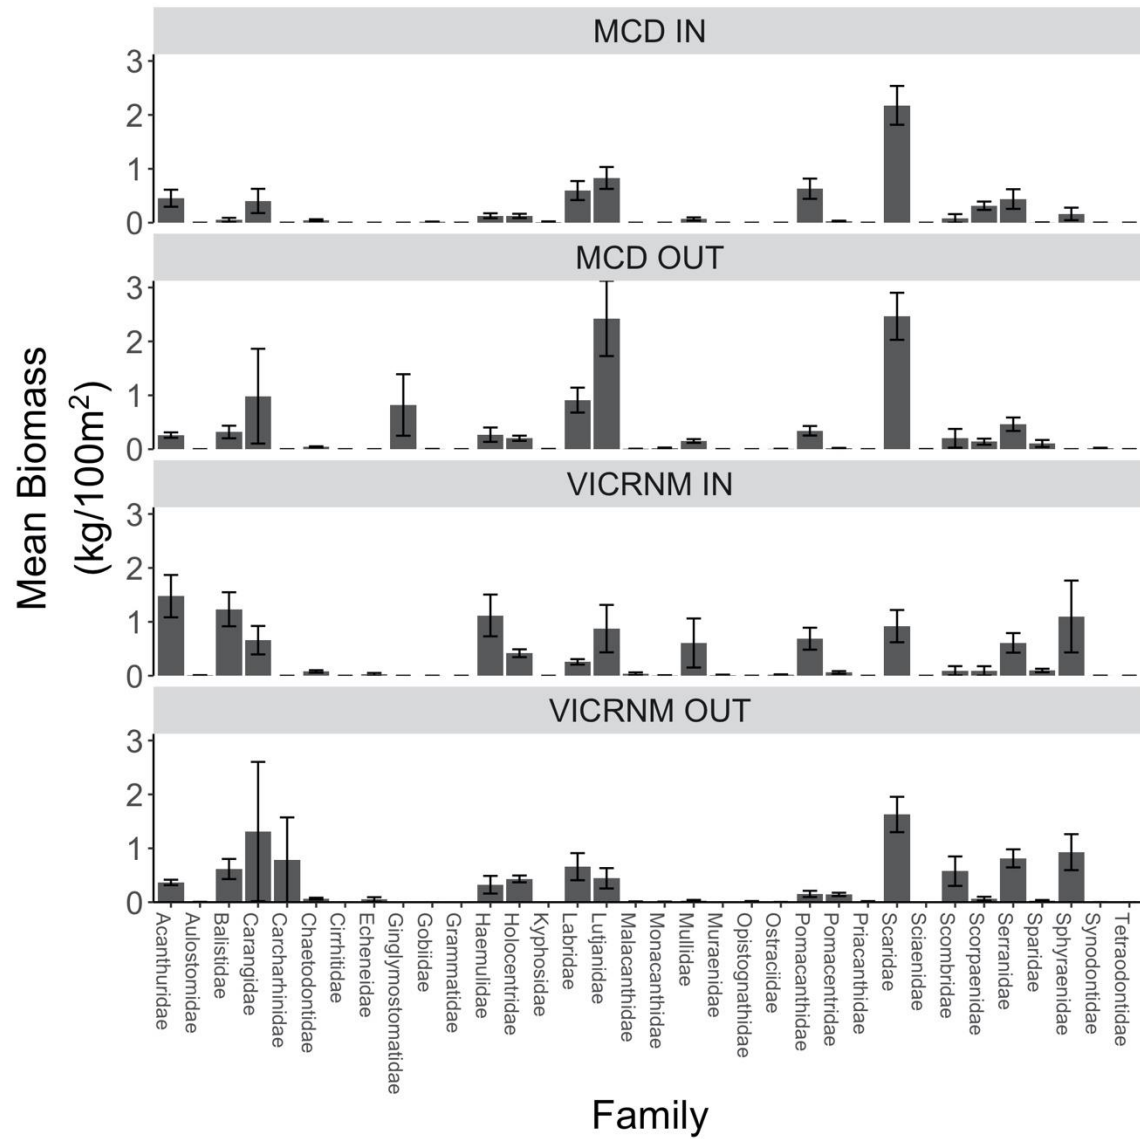 MCD IN
3
2
1
0
MCD OUT
3
2
1
0
VICRNM IN
3
2
1
0
VICRNM OUT
3
2
1
0
Mean Biomass
(kg/100m²)
Acanthuridae
Aulostomidae
Balistidae
Carangidae
Carcharhinidae
Chaetodontidae
Cirrhitidae
Echeneidae
Ginglymostomatidae
Gobiidae
Grammatidae
Haemulidae
Holocentridae
Kyphosidae
Labridae
Lutjanidae
Malacanthidae
Monacanthidae
Mullidae
Muraenidae
Opistognathidae
Ostraciidae
Pomacanthidae
Pomacentridae
Priacanthidae
Scaridae
Sciaenidae
Scombridae
Scorpaenidae
Serranidae
Sparidae
Sphyraenidae
Synodontidae
Tetraodontidae
Family